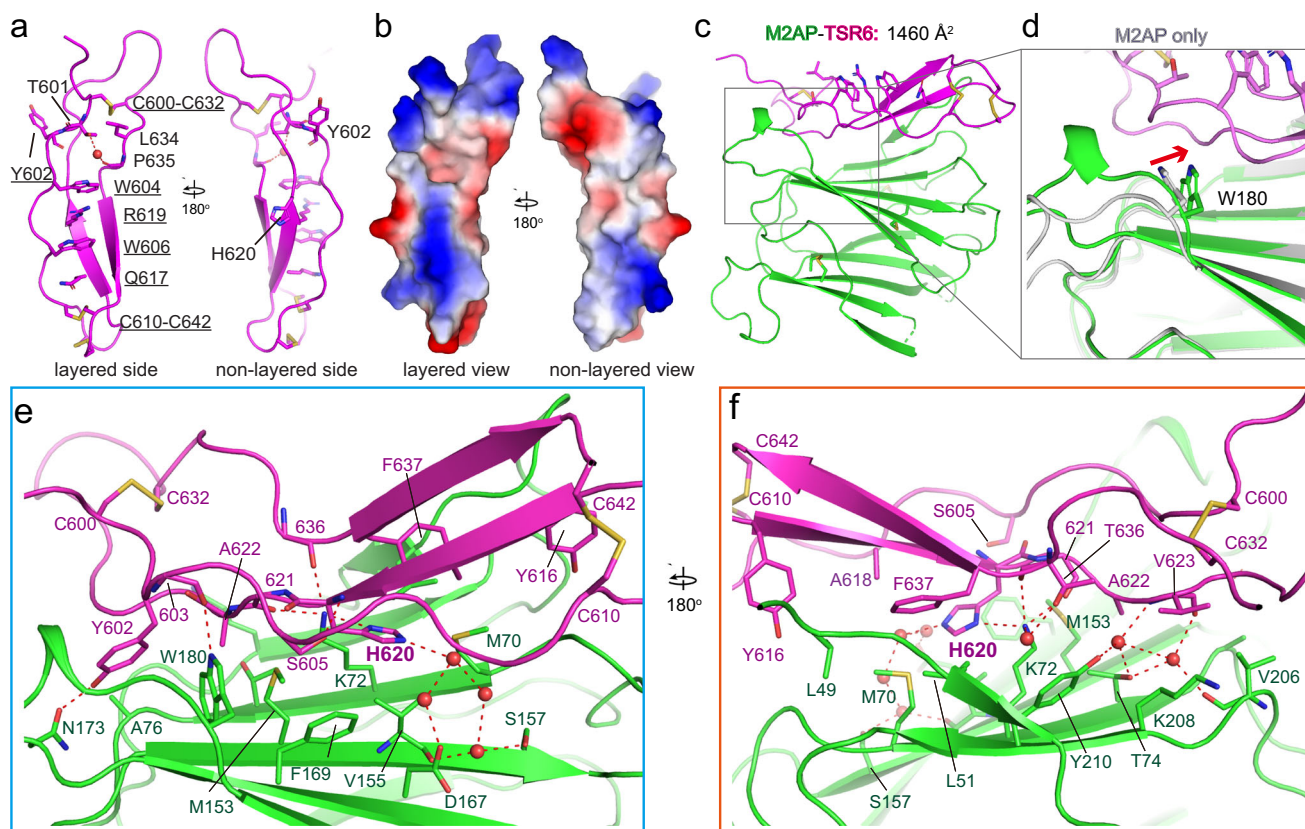 a
T601
C600-C632
L634
P635
Y602
W604
R619
W606
Q617
C610-C642
180°
Y602
H620
layered side
non-layered side
b
180°
layered view
non-layered view
c
M2AP-TSR6: 1460 Å²
d
M2AP only
W180
e
C632
C600
636
F637
C642
A622
621
Y616
603
Y602
C610
S605
M70
W180
H620
K72
N173
A76
S157
F169
V155
M153
D167
180°
f
C642
C610
S605
C600
621
T636
C632
A618
A622
V623
F637
M153
H620
Y616
L49
K72
M70
V206
K208
L51
Y210
T74
S157